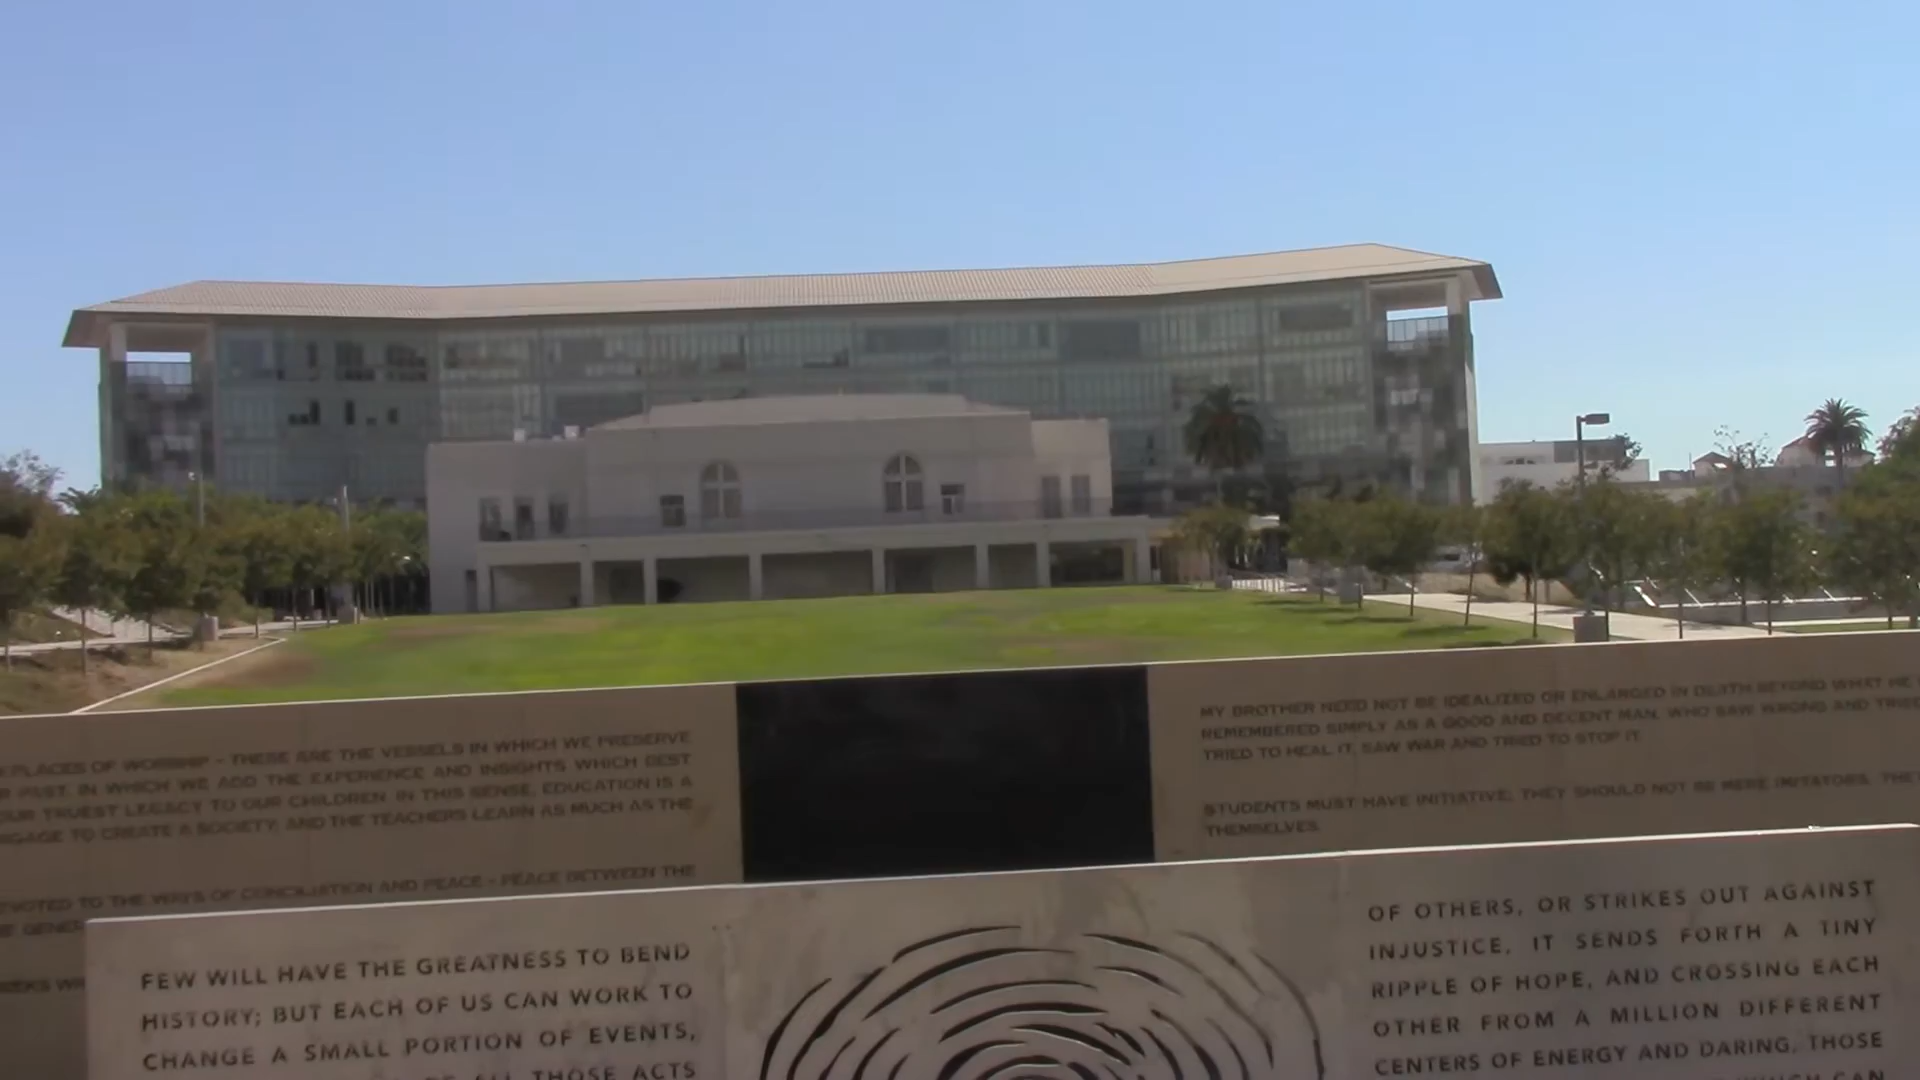 PLACES OF WORSHIP - THESE ARE THE VESSELS IN WHICH WE PRESERVE
PAST, IN WHICH WE ADD THE EXPERIENCE AND INSIGHTS WHICH BEST
OUR TRUEST LEGACY TO OUR CHILDREN. IN THIS SENSE, EDUCATION IS A
TO CREATE A SOCIETY, AND THE TEACHERS LEARN AS MUCH AS THE
TO THE WAYS OF CONCILIATION AND PEACE - PEACE BETWEEN THE
MY BROTHER NEED NOT BE IDEALIZED OR ENLARGED IN DEATH BEYOND WHAT HE
REMEMBERED SIMPLY AS A GOOD AND DECENT MAN, WHO SAW WRONG AND TRIED
TRIED TO HEAL IT, SAW WAR AND TRIED TO STOP IT.
STUDENTS MUST HAVE INITIATIVE; THEY SHOULD NOT BE MERE IMITATORS. THE
THEMSELVES.
FEW WILL HAVE THE GREATNESS TO BEND
HISTORY; BUT EACH OF US CAN WORK TO
CHANGE A SMALL PORTION OF EVENTS,
ALL THOSE ACTS
OF OTHERS, OR STRIKES OUT AGAINST
INJUSTICE, IT SENDS FORTH A TINY
RIPPLE OF HOPE, AND CROSSING EACH
OTHER FROM A MILLION DIFFERENT
CENTERS OF ENERGY AND DARING, THOSE
WHICH CAN